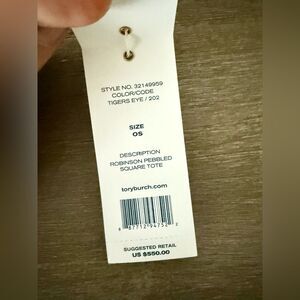 STYLE NO. 32149959
COLOR/CODE
TIGERS EYE / 202
SIZE
OS
DESCRIPTION
ROBINSON PEBBLED
SQUARE TOTE
toryburch.com
SUGGESTED RETAIL
US $550.00